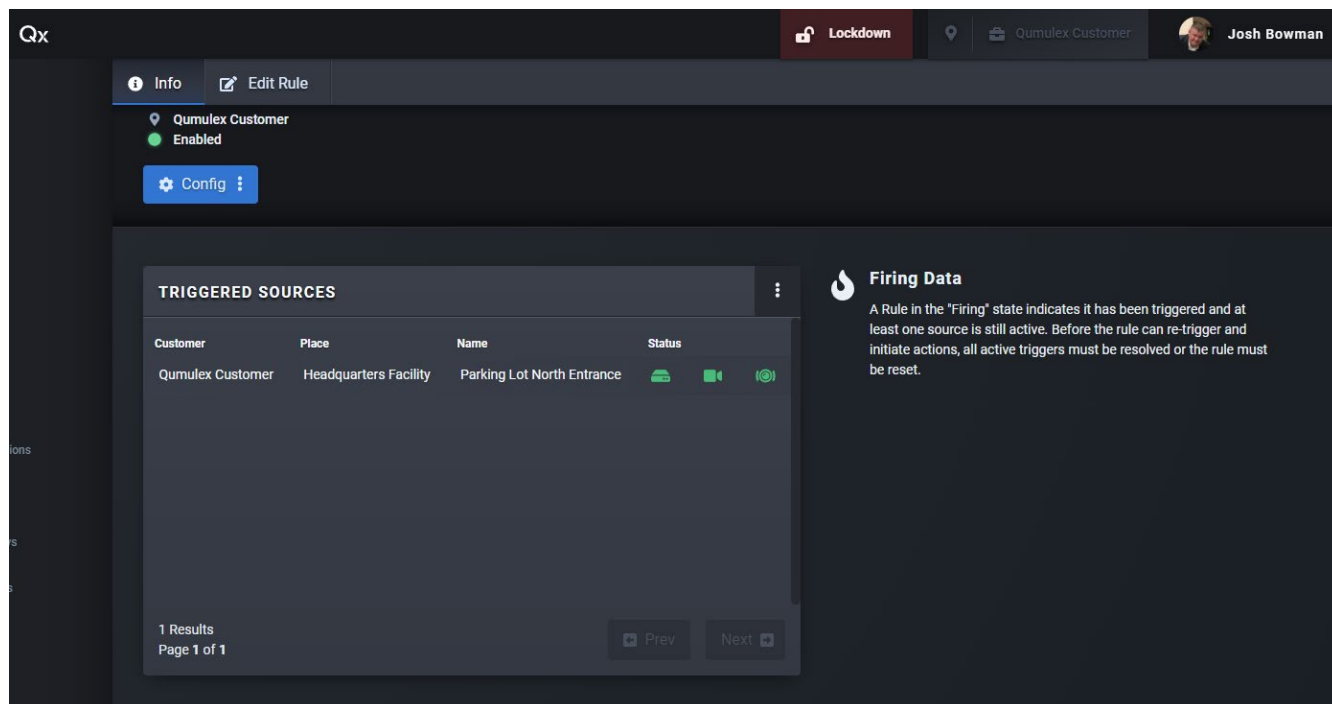 Qx
Lockdown
Qumulex Customer
Josh Bowman
Info
Edit Rule
Qumulex Customer
Enabled
Config
TRIGGERED SOURCES
Customer Place Name Status
Qumulex Customer Headquarters Facility Parking Lot North Entrance
1 Results
Page 1 of 1
Prev
Next
Firing Data
A Rule in the "Firing" state indicates it has been triggered and at
least one source is still active. Before the rule can re-trigger and
initiate actions, all active triggers must be resolved or the rule must
be reset.
ions